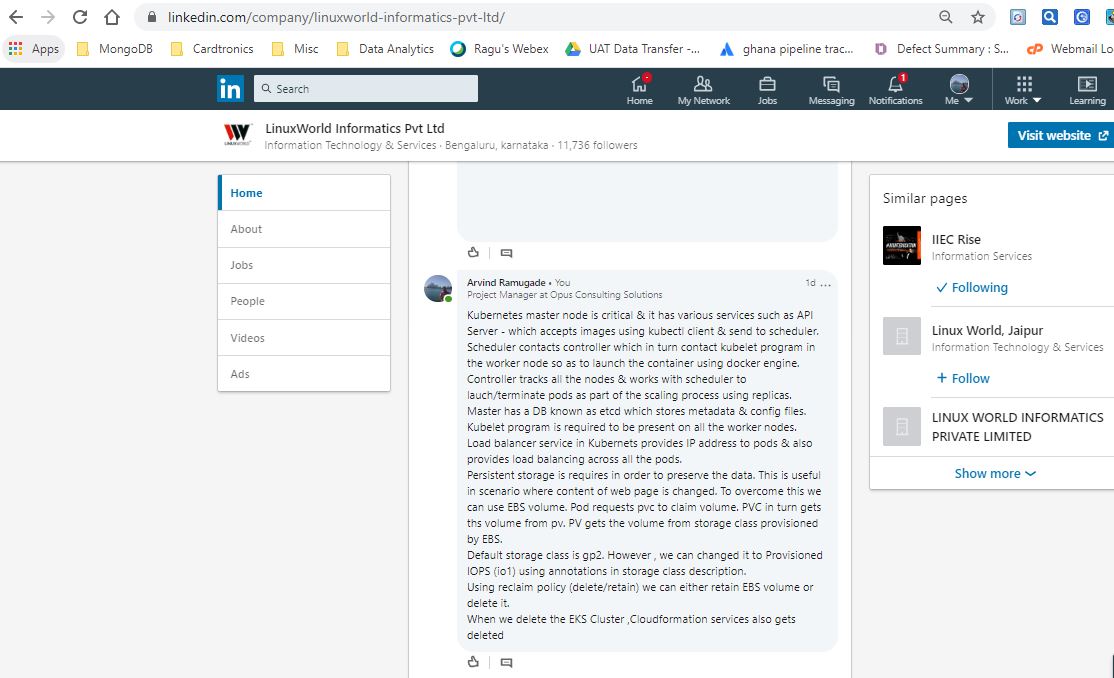 linkedin.com/company/linuxworld-informatics-pvt-ltd/
Apps MongoDB Cardtronics Misc Data Analytics Ragu's Webex UAT Data Transfer -... ghana pipeline trac... Defect Summary : S... Webmail Lo
in Search Home My Network Jobs Messaging 1 Notifications Me Work Learning
LINUXWORLD
LinuxWorld Informatics Pvt Ltd
Information Technology & Services · Bengaluru, karnataka · 11,736 followers
Visit website
Home
About
Jobs
People
Videos
Ads
Arvind Ramugade • You 1d ...
Project Manager at Opus Consulting Solutions
Kubernetes master node is critical & it has various services such as API
Server - which accepts images using kubectl client & send to scheduler.
Scheduler contacts controller which in turn contact kubelet program in
the worker node so as to launch the container using docker engine.
Controller tracks all the nodes & works with scheduler to
lauch/terminate pods as part of the scaling process using replicas.
Master has a DB known as etcd which stores metadata & config files.
Kubelet program is required to be present on all the worker nodes.
Load balancer service in Kubernets provides IP address to pods & also
provides load balancing across all the pods.
Persistent storage is requires in order to preserve the data. This is useful
in scenario where content of web page is changed. To overcome this we
can use EBS volume. Pod requests pvc to claim volume. PVC in turn gets
ths volume from pv. PV gets the volume from storage class provisioned
by EBS.
Default storage class is gp2. However , we can changed it to Provisioned
IOPS (io1) using annotations in storage class description.
Using reclaim policy (delete/retain) we can either retain EBS volume or
delete it.
When we delete the EKS Cluster ,Cloudformation services also gets
deleted
Similar pages
IIEC Rise
Information Services
Following
Linux World, Jaipur
Information Technology & Services
+ Follow
LINUX WORLD INFORMATICS
PRIVATE LIMITED
Show more